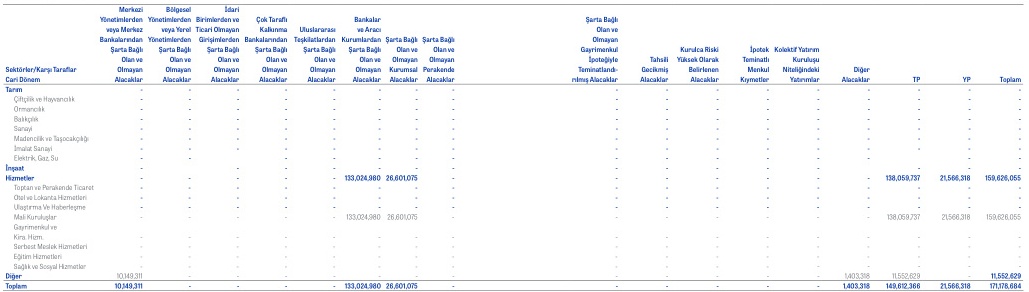 Merkezi Bölgesel İdari
Yönetimlerden Yönetimlerden Birimlerden ve Çok Taraflı Bankalar Şarta Bağlı
veya Merkez veya Yerel Ticari Olmayan Kalkınma Uluslararası ve Aracı Olan ve
Bankalarından Yönetimlerden Girişimlerden Bankalarından Teşkilatlardan Kurumlardan Şarta Bağlı Şarta Bağlı Olmayan
Şarta Bağlı Şarta Bağlı Şarta Bağlı Şarta Bağlı Şarta Bağlı Şarta Bağlı Olan ve Olan ve Gayrimenkul Kurulca Riski İpotek Kolektif Yatırım
Olan ve Olan ve Olan ve Olan ve Olan ve Olan ve Olmayan Olmayan İpoteğiyle Tahsili Yüksek Olarak Teminatlı Kuruluşu
Sektörler/Karşı Taraflar Olmayan Olmayan Olmayan Olmayan Olmayan Olmayan Kurumsal Perakende Teminatlandı- Gecikmiş Belirlenen Menkul Niteliğindeki Diğer
Cari Dönem Alacaklar Alacaklar Alacaklar Alacaklar Alacaklar Alacaklar Alacaklar Alacaklar rılmış Alacaklar Alacaklar Alacaklar Kıymetler Yatırımlar Alacaklar TP YP Toplam
Tarım - - - - - - - - - - - - - - - - -
Çiftçilik ve Hayvancılık - - - - - - - - - - - - - - - - -
Ormancılık - - - - - - - - - - - - - - - - -
Balıkçılık - - - - - - - - - - - - - - - - -
Sanayi - - - - - - - - - - - - - - - - -
Madencilik ve Taşocakçılığı - - - - - - - - - - - - - - - - -
İmalat Sanayi - - - - - - - - - - - - - - - - -
Elektrik, Gaz, Su - - - - - - - - - - - - - - - - -
İnşaat - - - - - - - - - - - - - - - - -
Hizmetler - - - - - 133,024,980 26,601,075 - - - - - - - 138,059,737 21,566,318 159,626,055
Toptan ve Perakende Ticaret - - - - - - - - - - - - - - - - -
Otel ve Lokanta Hizmetleri - - - - - - - - - - - - - - - - -
Ulaştırma Ve Haberleşme - - - - - - - - - - - - - - - - -
Mali Kuruluşlar - - - - - 133,024,980 26,601,075 - - - - - - - 138,059,737 21,566,318 159,626,055
Gayrimenkul ve
Kira. Hizm. - - - - - - - - - - - - - - - - -
Serbest Meslek Hizmetleri - - - - - - - - - - - - - - - - -
Eğitim Hizmetleri - - - - - - - - - - - - - - - - -
Sağlık ve Sosyal Hizmetler - - - - - - - - - - - - - - - - -
Diğer 10,149,311 - - - - - - - - - - - - 1,403,318 11,552,629 - 11,552,629
Toplam 10,149,311 - - - - 133,024,980 26,601,075 - - - - - - 1,403,318 149,612,366 21,566,318 171,178,684